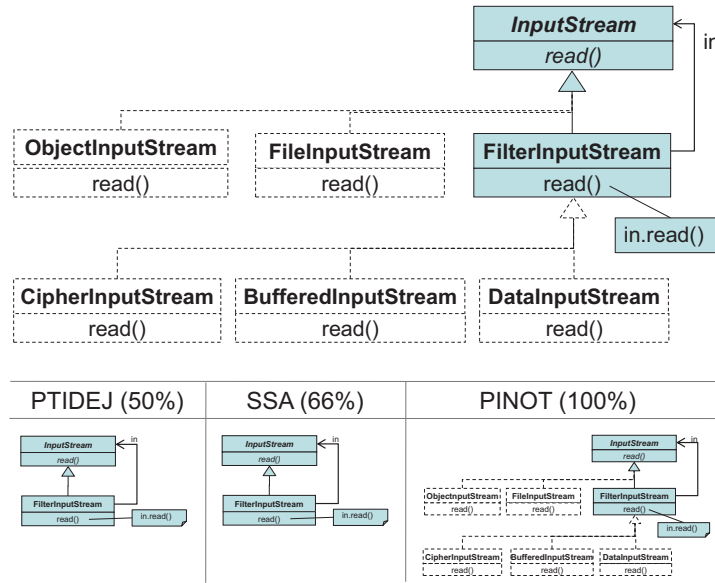 InputStream
in
read()
ObjectInputStream
FileInputStream
FilterInputStream
read()
read()
read()
in.read()
CipherInputStream
BufferedInputStream
DataInputStream
read()
read()
read()
PTIDEJ (50%)
SSA (66%)
PINOT (100%)
InputStream
in
read()
FilterInputStream
read()
in.read()
InputStream
in
read()
FilterInputStream
read()
in.read()
InputStream
in
read()
ObjectInputStream
FileInputStream
FilterInputStream
read()
read()
read()
in.read()
CipherInputStream
BufferedInputStream
DataInputStream
read()
read()
read()